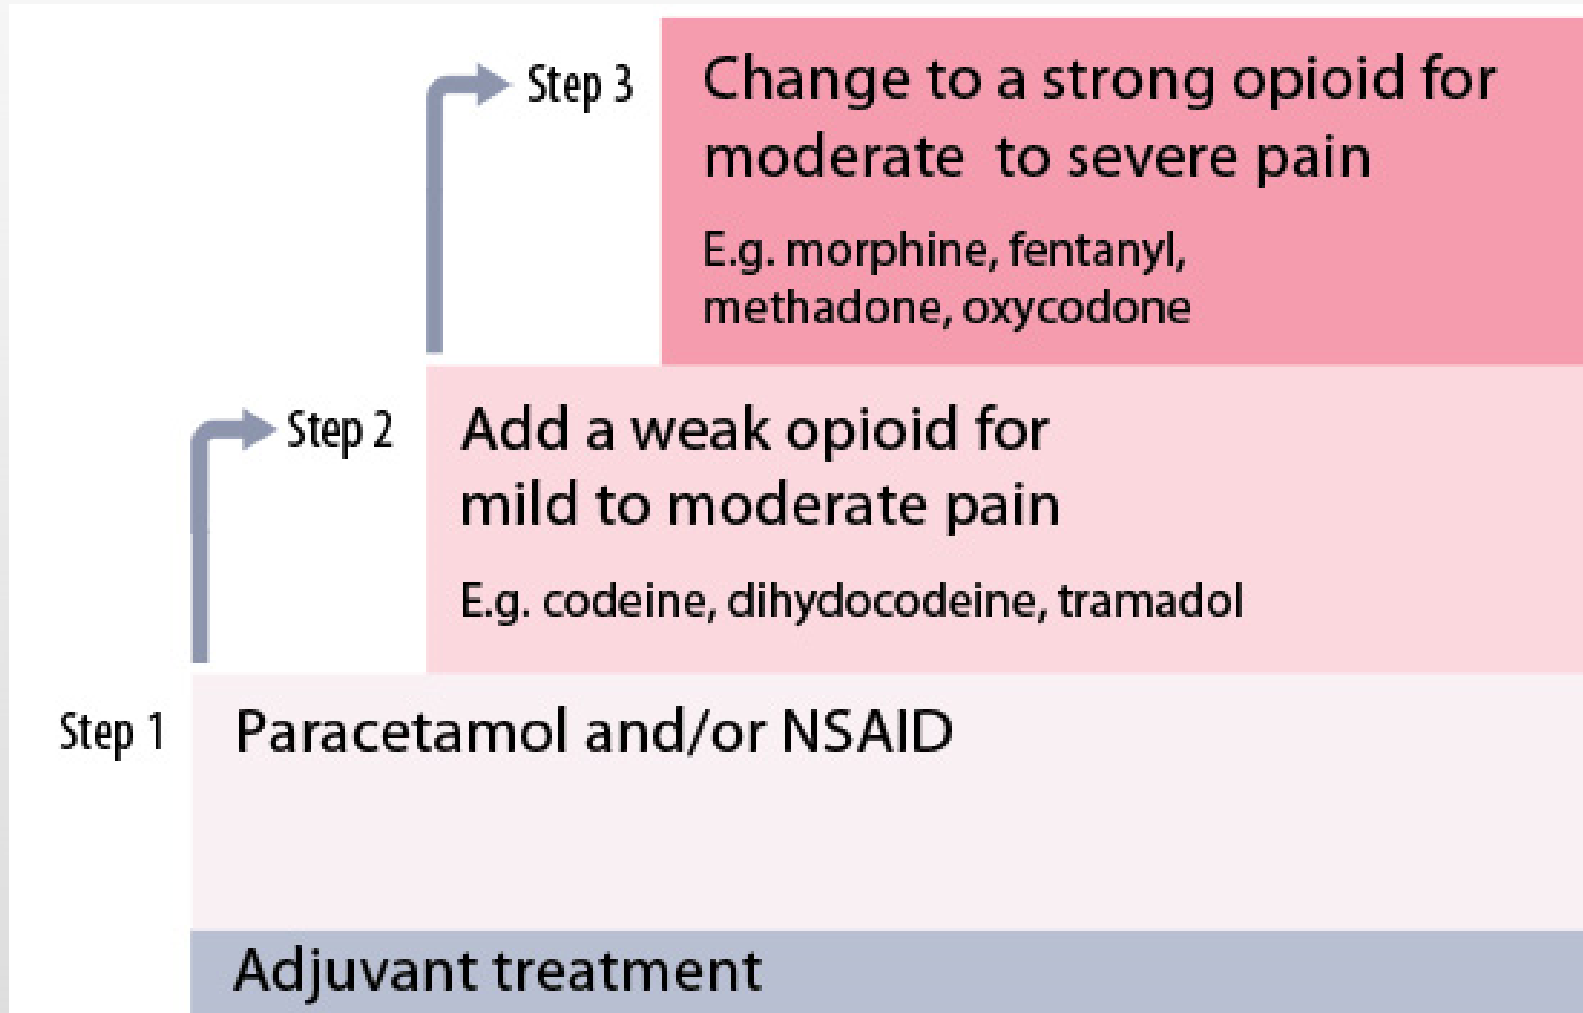 Step 3
Change to a strong opioid for
moderate to severe pain
E.g. morphine, fentanyl,
methadone, oxycodone
Step 2
Add a weak opioid for
mild to moderate pain
E.g. codeine, dihydocodeine, tramadol
Step 1
Paracetamol and/or NSAID
Adjuvant treatment